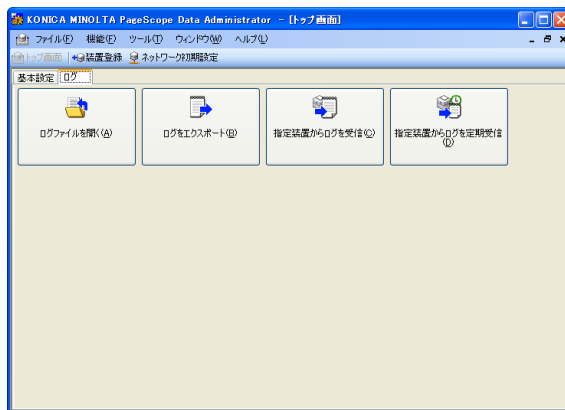 KONICA MINOLTA PageScope Data Administrator - [トップ画面]
ファイル(F) 機能(E) ツール(T) ウィンドウ(W) ヘルプ(L)
トップ画面 装置登録 ネットワーク初期設定
基本設定 ログ
ログファイルを開く(A) ログをエクスポート(B) 指定装置からログを受信(C) 指定装置からログを定期受信
(D)